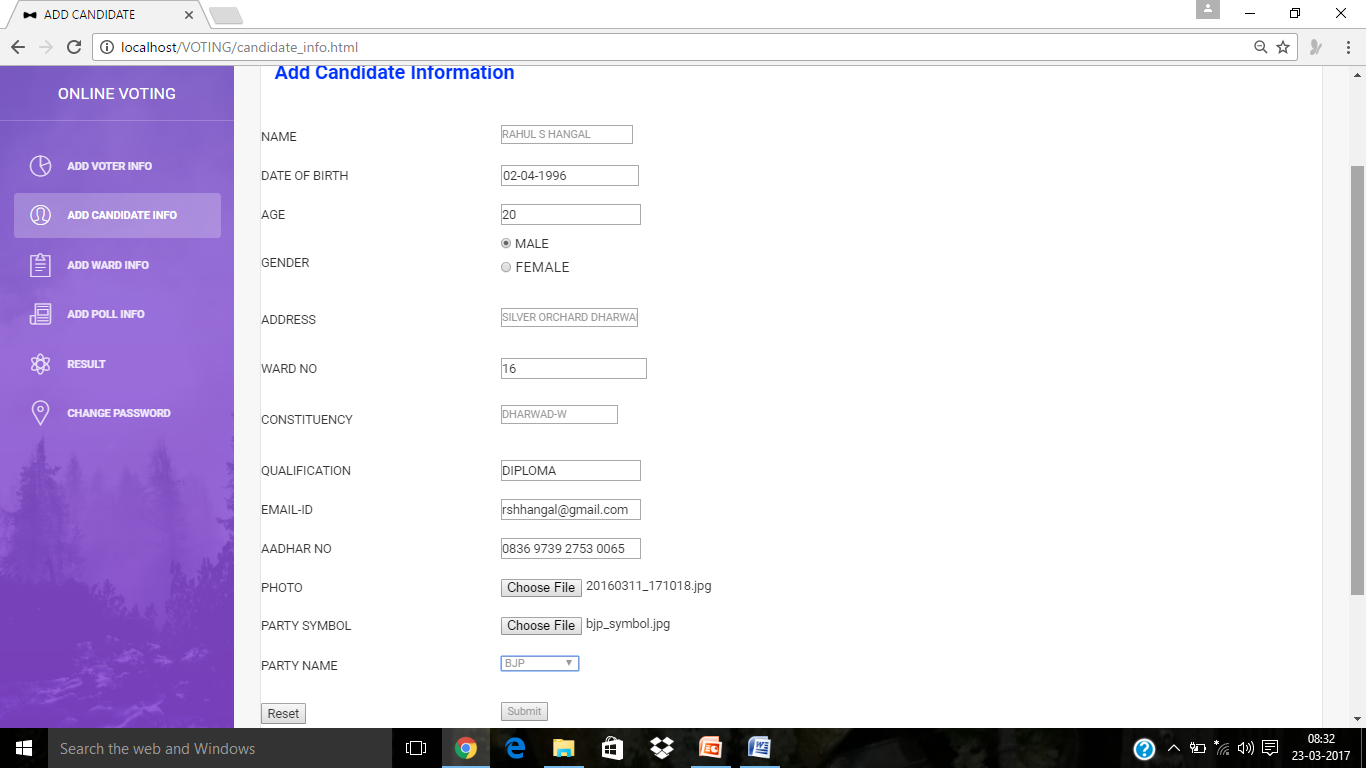 ADD CANDIDATE
localhost/VOTING/candidate_info.html
ONLINE VOTING
ADD VOTER INFO
ADD CANDIDATE INFO
ADD WARD INFO
ADD POLL INFO
RESULT
CHANGE PASSWORD
Add Candidate Information
NAME RAHUL S HANGAL
DATE OF BIRTH 02-04-1996
AGE 20
MALE
GENDER
FEMALE
ADDRESS SILVER ORCHARD DHARWA
WARD NO 16
CONSTITUENCY DHARWAD-W
QUALIFICATION DIPLOMA
EMAIL-ID rshhangal@gmail.com
AADHAR NO 0836 9739 2753 0065
PHOTO Choose File 20160311_171018.jpg
PARTY SYMBOL Choose File bjp_symbol.jpg
PARTY NAME BJP
Reset Submit
Search the web and Windows
08:32
23-03-2017